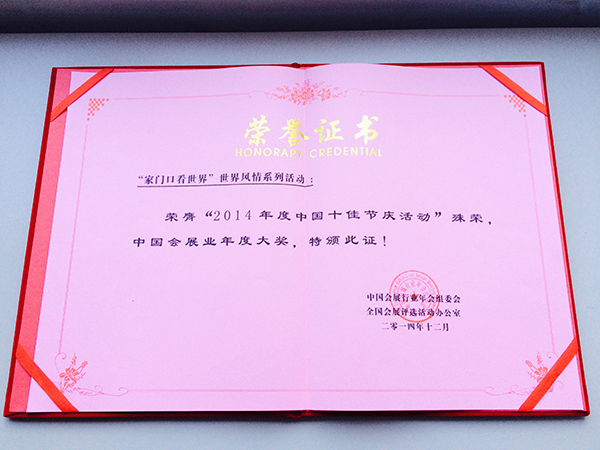 荣誉证书
HONORARY CREDENTIAL
“家门口看世界”世界风情系列活动：
荣膺“2014年度中国十佳节庆活动”殊荣，
中国会展业年度大奖，特颁此证！
中国会展行业年会组委会
全国会展评选活动办公室
二零一四年十二月